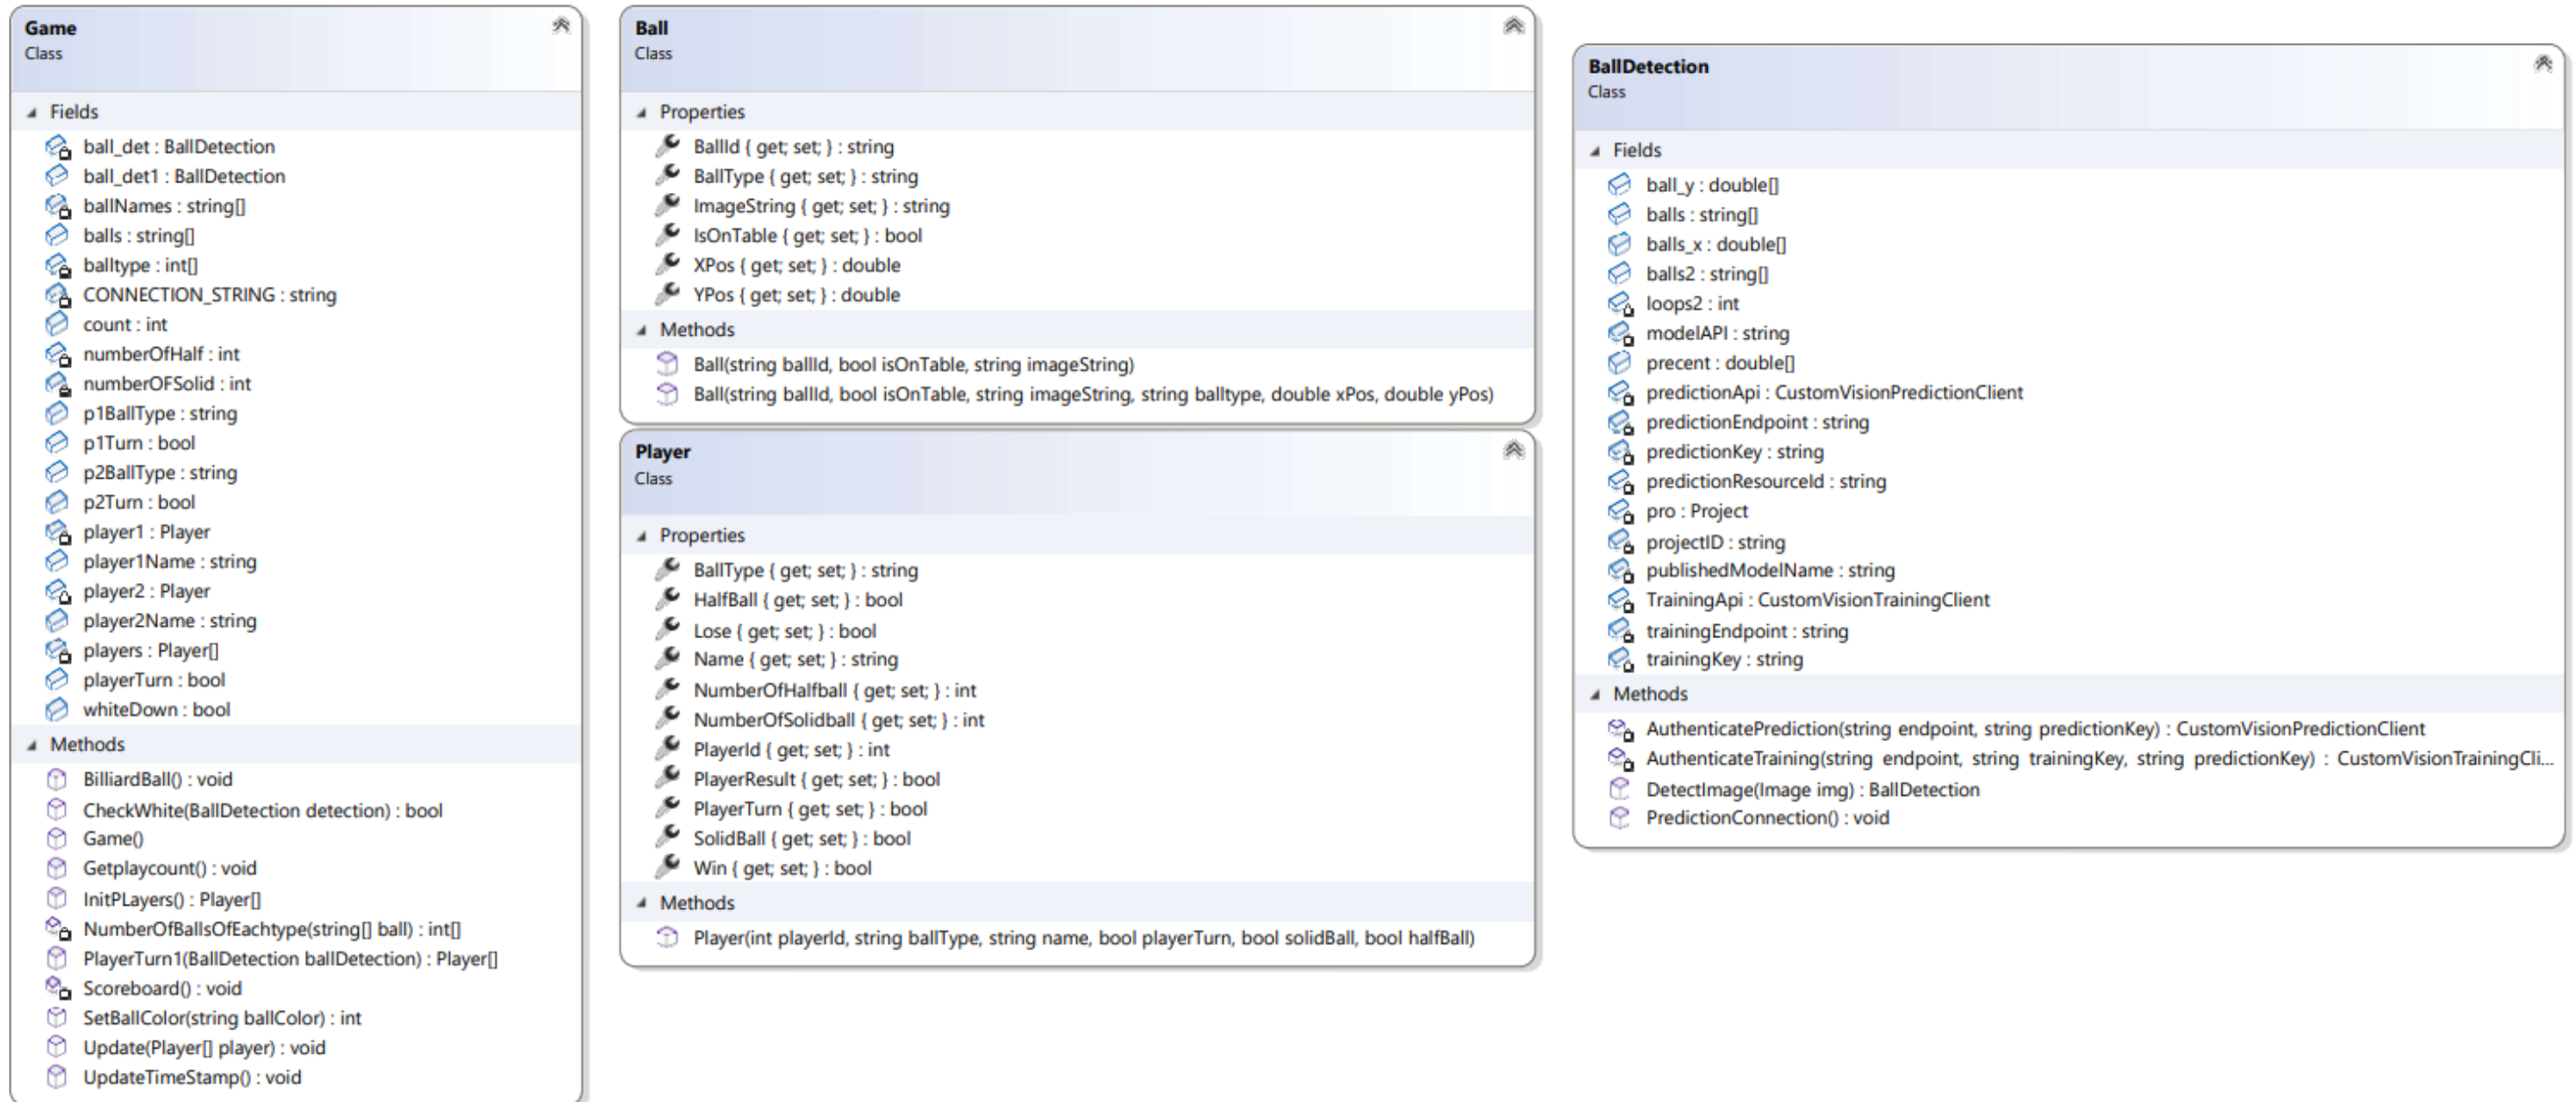 Game
Class
Fields
ball_det : BallDetection
ball_det1 : BallDetection
ballNames : string[]
balls : string[]
balltype : int[]
CONNECTION_STRING : string
count : int
numberOfHalf : int
numberOFSolid : int
p1BallType : string
p1Turn : bool
p2BallType : string
p2Turn : bool
player1 : Player
player1Name : string
player2 : Player
player2Name : string
players : Player[]
playerTurn : bool
whiteDown : bool
Methods
BilliardBall() : void
CheckWhite(BallDetection detection) : bool
Game()
Getplaycount() : void
InitPLayers() : Player[]
NumberOfBallsOfEachtype(string[] ball) : int[]
PlayerTurn1(BallDetection ballDetection) : Player[]
Scoreboard() : void
SetBallColor(string ballColor) : int
Update(Player[] player) : void
UpdateTimeStamp() : void
Ball
Class
Properties
BallId { get; set; } : string
BallType { get; set; } : string
ImageString { get; set; } : string
IsOnTable { get; set; } : bool
XPos { get; set; } : double
YPos { get; set; } : double
Methods
Ball(string ballId, bool isOnTable, string imageString)
Ball(string ballId, bool isOnTable, string imageString, string balltype, double xPos, double yPos)
Player
Class
Properties
BallType { get; set; } : string
HalfBall { get; set; } : bool
Lose { get; set; } : bool
Name { get; set; } : string
NumberOfHalfball { get; set; } : int
NumberOfSolidball { get; set; } : int
PlayerId { get; set; } : int
PlayerResult { get; set; } : bool
PlayerTurn { get; set; } : bool
SolidBall { get; set; } : bool
Win { get; set; } : bool
Methods
Player(int playerId, string ballType, string name, bool playerTurn, bool solidBall, bool halfBall)
BallDetection
Class
Fields
ball_y : double[]
balls : string[]
balls_x : double[]
balls2 : string[]
loops2 : int
modelAPI : string
precent : double[]
predictionApi : CustomVisionPredictionClient
predictionEndpoint : string
predictionKey : string
predictionResourceId : string
pro : Project
projectID : string
publishedModelName : string
TrainingApi : CustomVisionTrainingClient
trainingEndpoint : string
trainingKey : string
Methods
AuthenticatePrediction(string endpoint, string predictionKey) : CustomVisionPredictionClient
AuthenticateTraining(string endpoint, string trainingKey, string predictionKey) : CustomVisionTrainingCli...
DetectImage(Image img) : BallDetection
PredictionConnection() : void